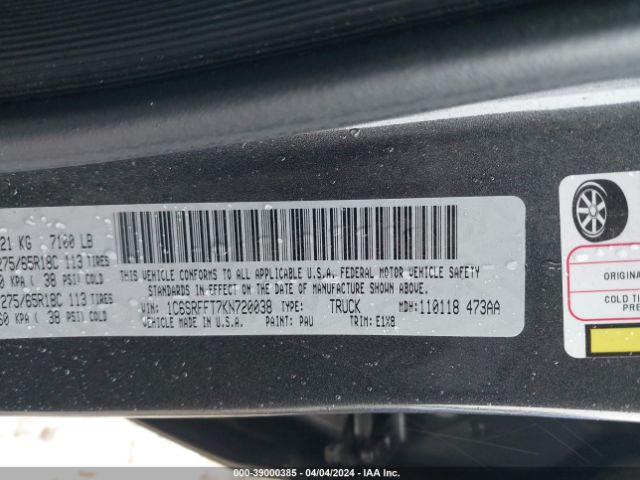 21 KG 7100 LB
275/65R18C 113 TIRES
KPA ( 38 PSI) COLD
275/65R18C 113 TIRES
60 KPA ( 38 PSI) COLD
THIS VEHICLE CONFORMS TO ALL APPLICABLE U.S.A. FEDERAL MOTOR VEHICLE SAFETY
STANDARDS IN EFFECT ON THE DATE OF MANUFACTURE SHOWN ABOVE.
VIN: 1C6SRFFT7KN720038 TYPE: TRUCK MDH: 110118 473AA
VEHICLE MADE IN U.S.A. PAINT: PAU TRIM: E1X8
ORIGINA
COLD TI
PRE
000-39000385 - 04/04/2024 - IAA Inc.